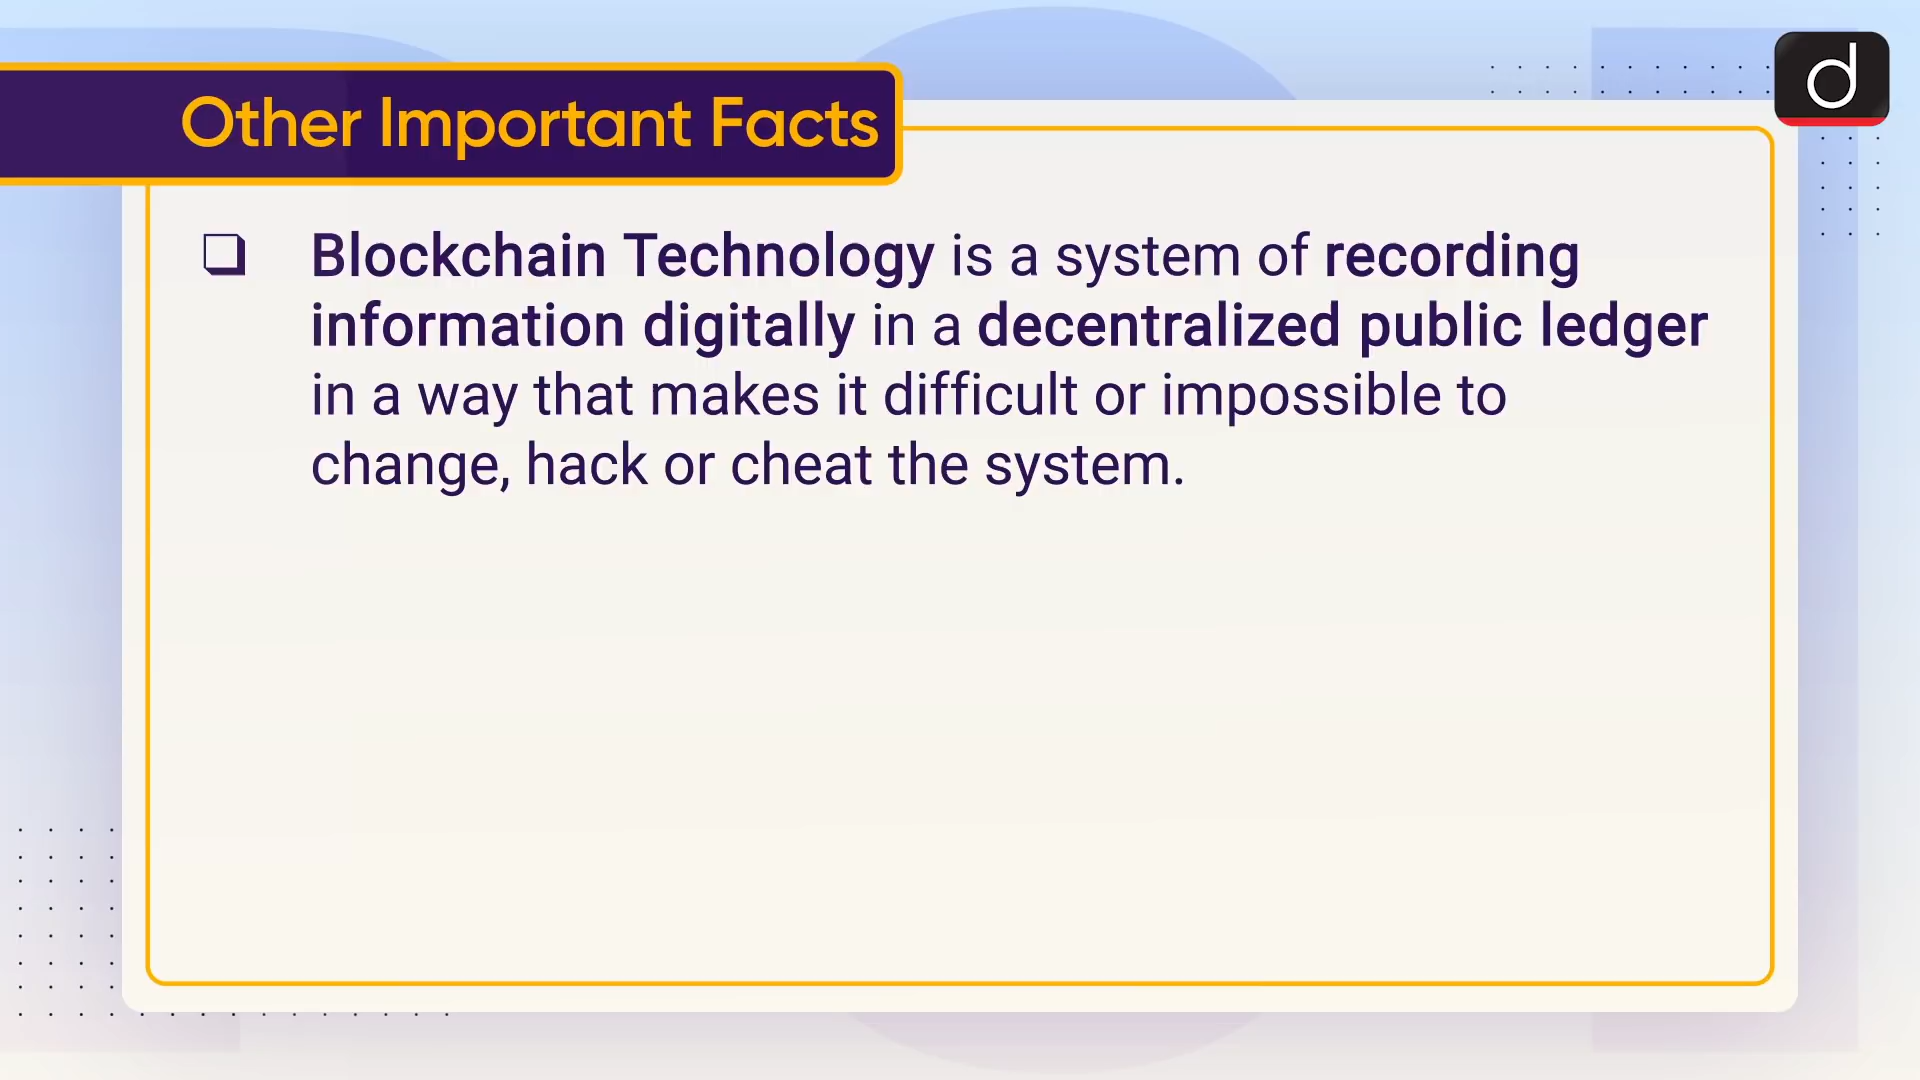 Other Important Facts
d
❑ Blockchain Technology is a system of recording
information digitally in a decentralized public ledger
in a way that makes it difficult or impossible to
change, hack or cheat the system.